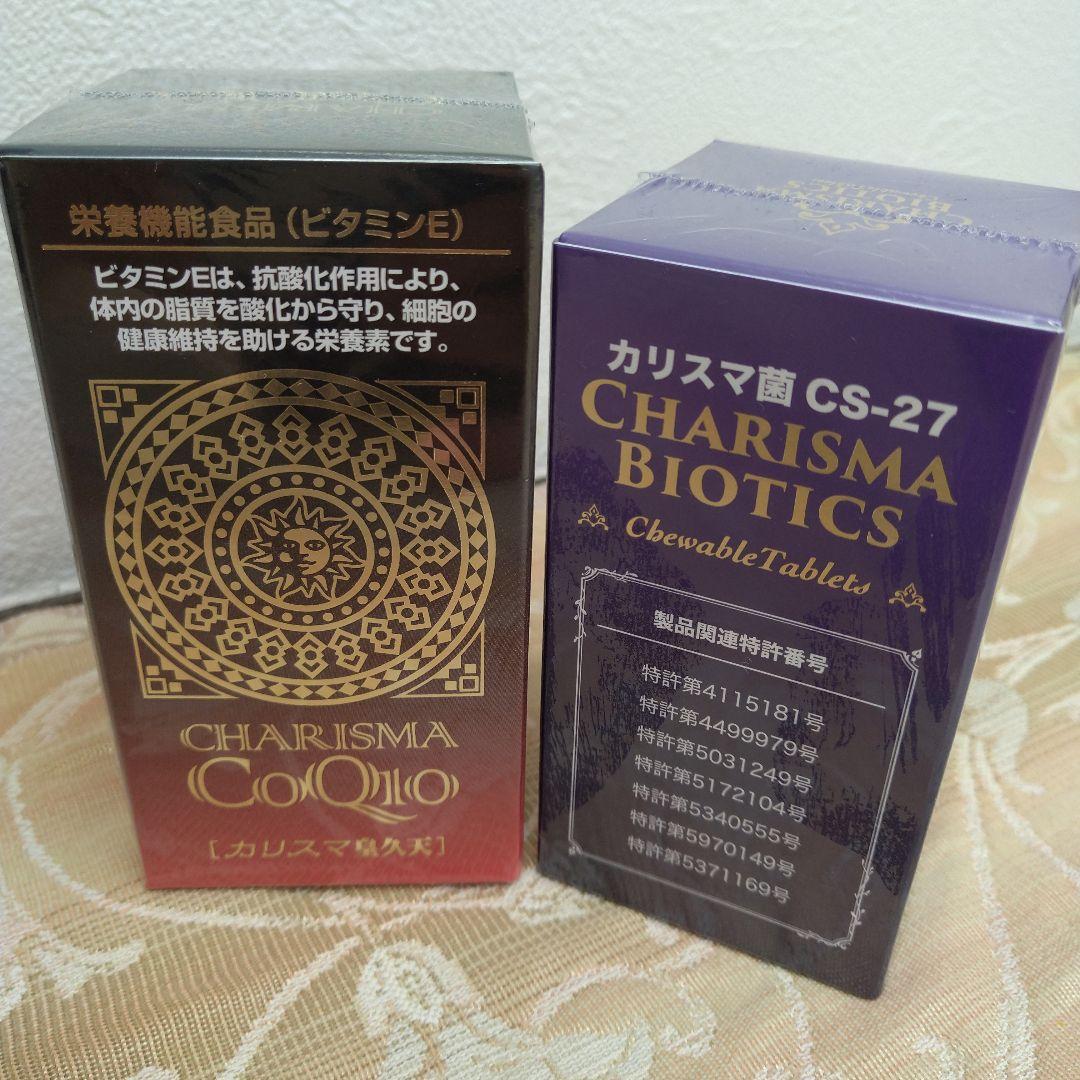 栄養機能食品(ビタミンE)
ビタミンEは、抗酸化作用により、
体内の脂質を酸化から守り、細胞の
健康維持を助ける栄養素です。
CHARISMA
CoQ10
[カリスマ皇久天]
CHARISMA
BIOTICS
カリスマ菌 CS-27
CHARISMA
BIOTICS
Chewable Tablets
製品関連特許番号
特許第4115181号
特許第4499979号
特許第5031249号
特許第5172104号
特許第5340555号
特許第5970149号
特許第5371169号